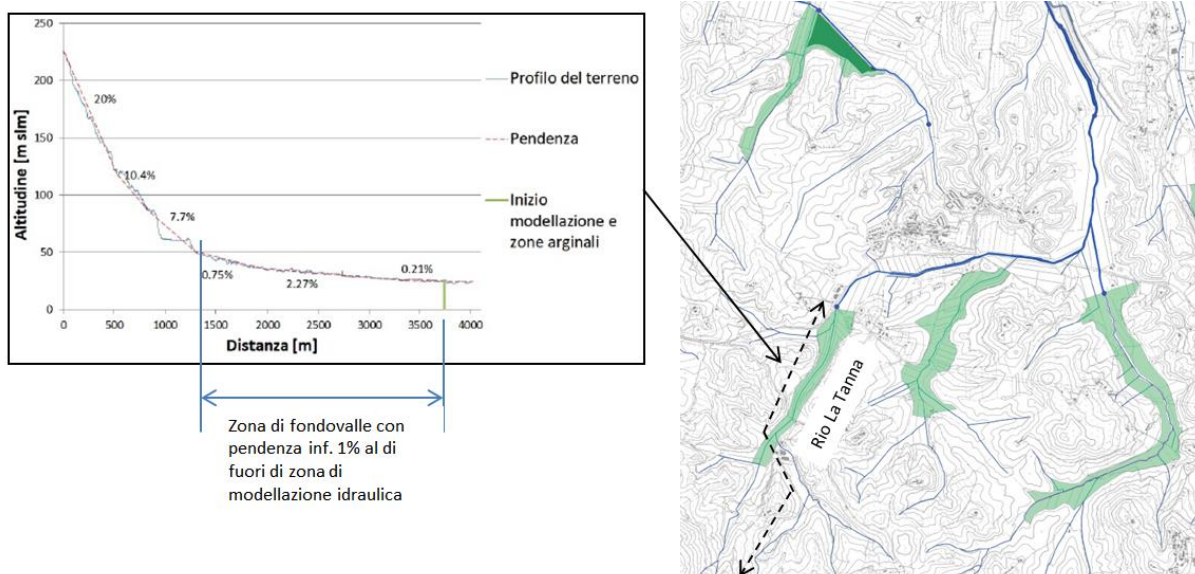 Altitudine [m slm]
250
200
150
100
50
0
20%
10.4%
7.7%
0.75%
2.27%
0.21%
0
500
1000
1500
2000
2500
3000
3500
4000
Distanza [m]
Profilo del terreno
Pendenza
Inizio
modellazione e
zone arginali
Zona di fondovalle con
pendenza inf. 1% al di
fuori di zona di
modellazione idraulica
Rio La Tanna